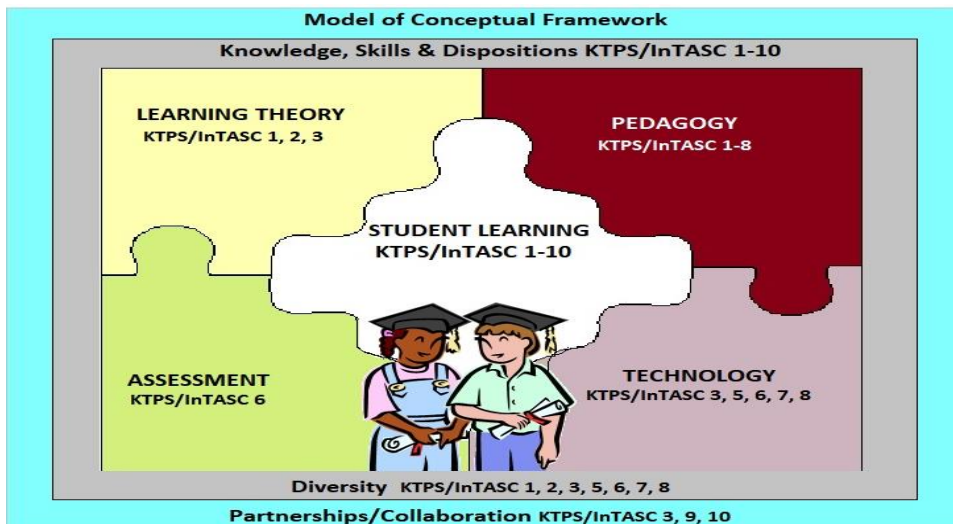 Model of Conceptual Framework
Knowledge, Skills & Dispositions KTPS/InTASC 1-10
LEARNING THEORY
KTPS/InTASC 1, 2, 3
PEDAGOGY
KTPS/InTASC 1-8
STUDENT LEARNING
KTPS/InTASC 1-10
ASSESSMENT
KTPS/InTASC 6
TECHNOLOGY
KTPS/InTASC 3, 5, 6, 7, 8
Diversity KTPS/InTASC 1, 2, 3, 5, 6, 7, 8
Partnerships/Collaboration KTPS/InTASC 3, 9, 10